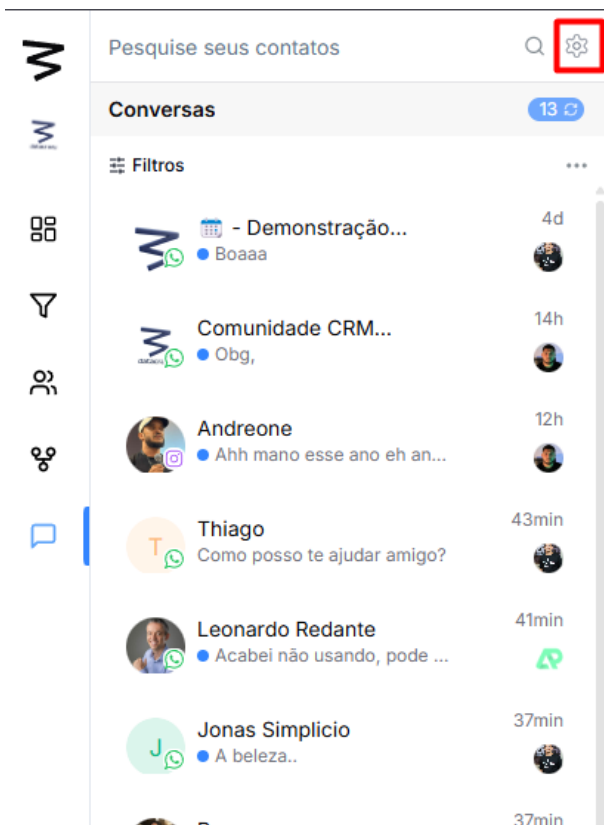 Pesquise seus contatos
Conversas
13
Filtros
- Demonstração...
4d
Boaaa
Comunidade CRM...
14h
Obg,
Andreone
12h
Ahh mano esse ano eh an...
Thiago
43min
T
Como posso te ajudar amigo?
Leonardo Redante
41min
Acabei não usando, pode ...
Jonas Simplicio
37min
J
A beleza..
37min